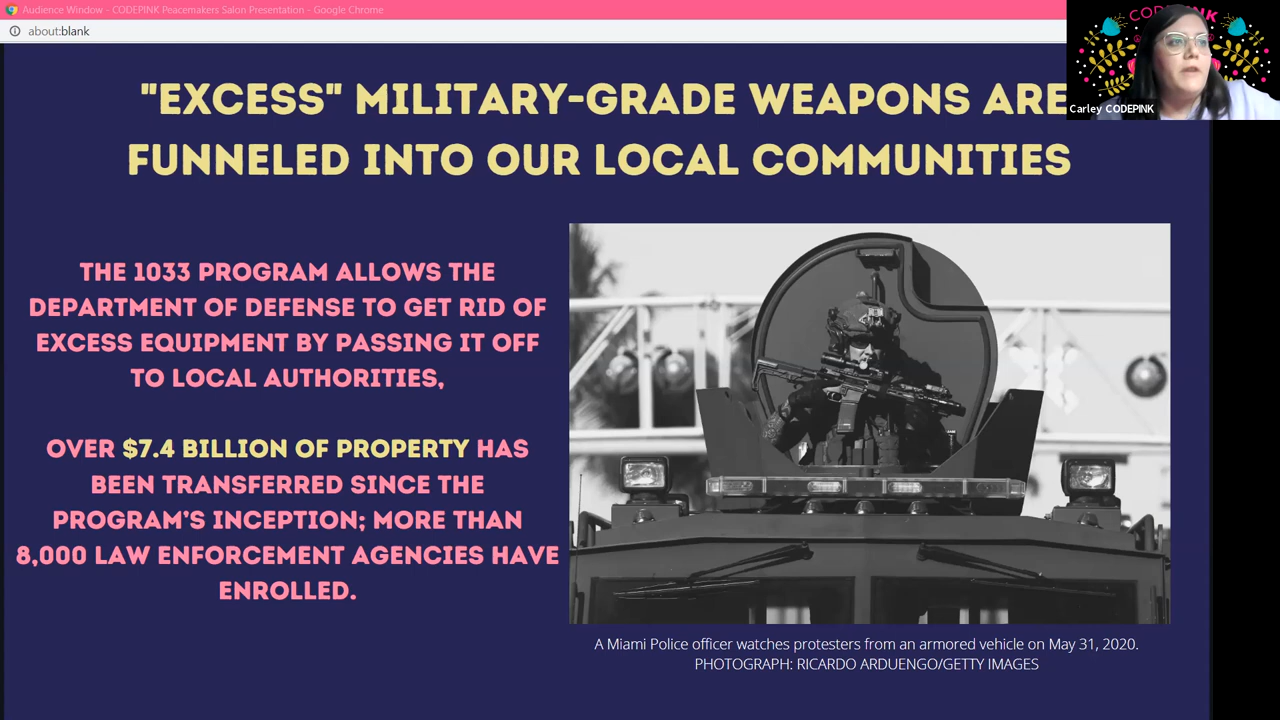 Audience Window - CODEPINK Peacemakers Salon Presentation - Google Chrome
about:blank
CODEPINK
Carley CODEPINK
"EXCESS" MILITARY-GRADE WEAPONS ARE
FUNNELED INTO OUR LOCAL COMMUNITIES
THE 1033 PROGRAM ALLOWS THE
DEPARTMENT OF DEFENSE TO GET RID OF
EXCESS EQUIPMENT BY PASSING IT OFF
TO LOCAL AUTHORITIES,
OVER $7.4 BILLION OF PROPERTY HAS
BEEN TRANSFERRED SINCE THE
PROGRAM'S INCEPTION; MORE THAN
8,000 LAW ENFORCEMENT AGENCIES HAVE
ENROLLED.
A Miami Police officer watches protesters from an armored vehicle on May 31, 2020.
PHOTOGRAPH: RICARDO ARDUENGO/GETTY IMAGES